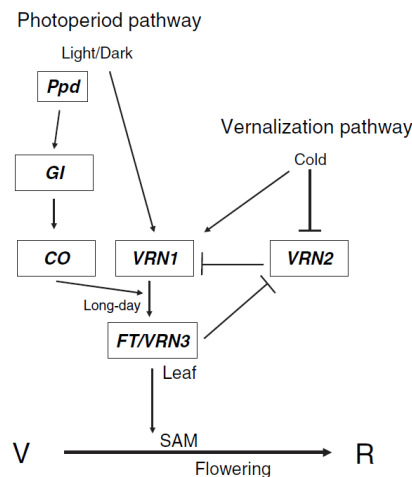 Photoperiod pathway
Light/Dark
Ppd
Vernalization pathway
Cold
GI
CO
VRN1
VRN2
Long-day
FT/VRN3
Leaf
SAM
V
R
Flowering